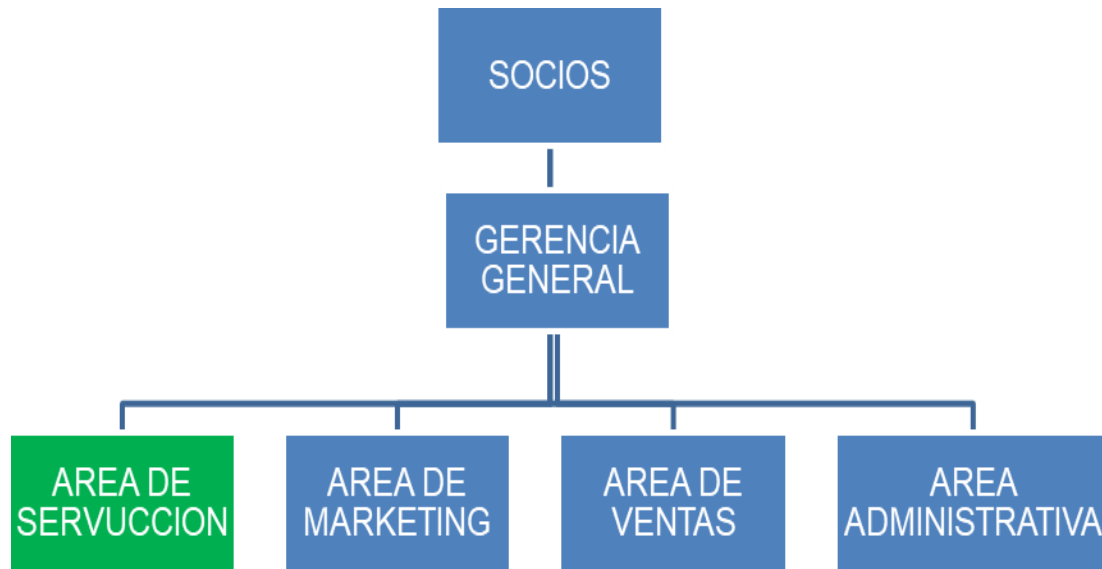 SOCIOS
GERENCIA
GENERAL
AREA DE
SERVUCCION
AREA DE
MARKETING
AREA DE
VENTAS
AREA
ADMINISTRATIVA